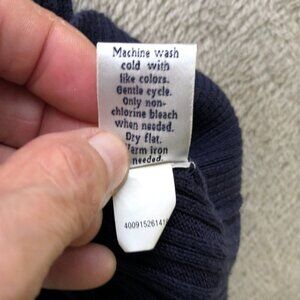 Machine wash
cold with
like colors.
Gentle cycle.
Only non-
chlorine bleach
when needed.
Dry flat.
Warm iron
needed.